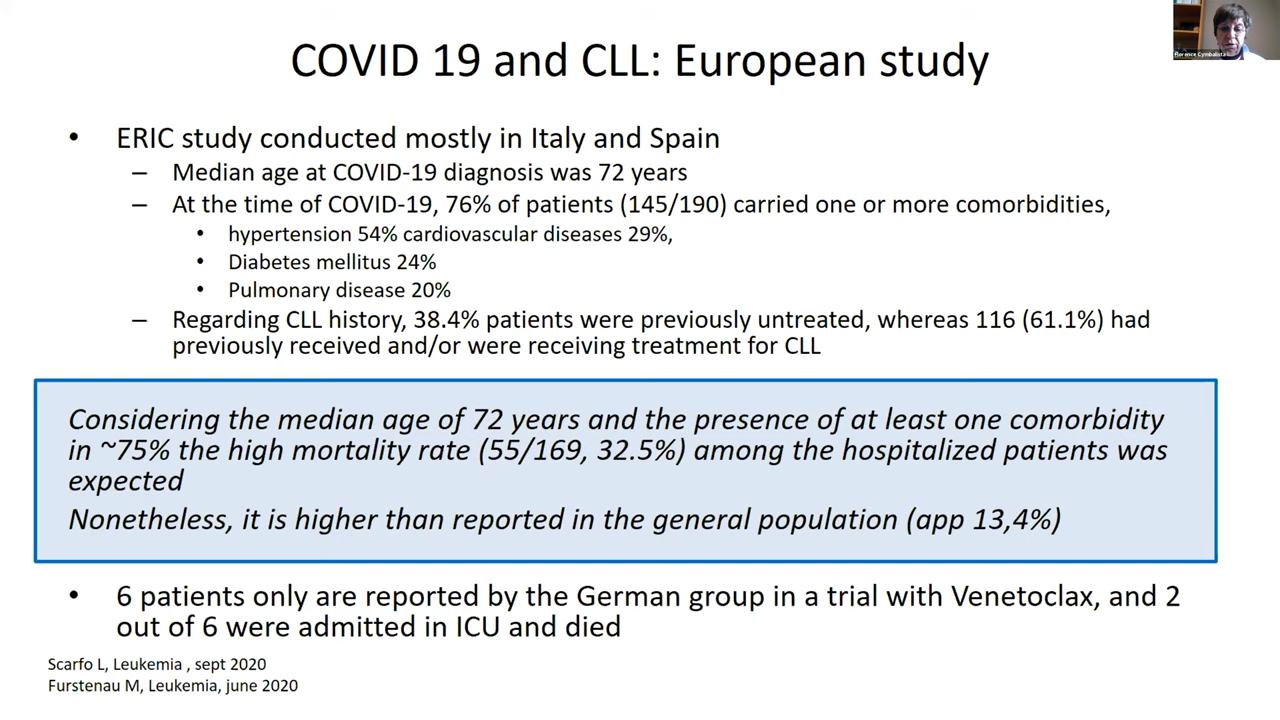 COVID 19 and CLL: European study
Florence Cymbalista
• ERIC study conducted mostly in Italy and Spain
– Median age at COVID-19 diagnosis was 72 years
– At the time of COVID-19, 76% of patients (145/190) carried one or more comorbidities,
• hypertension 54% cardiovascular diseases 29%,
• Diabetes mellitus 24%
• Pulmonary disease 20%
– Regarding CLL history, 38.4% patients were previously untreated, whereas 116 (61.1%) had
previously received and/or were receiving treatment for CLL
Considering the median age of 72 years and the presence of at least one comorbidity
in ~75% the high mortality rate (55/169, 32.5%) among the hospitalized patients was
expected
Nonetheless, it is higher than reported in the general population (app 13,4%)
• 6 patients only are reported by the German group in a trial with Venetoclax, and 2
out of 6 were admitted in ICU and died
Scarfo L, Leukemia , sept 2020
Furstenau M, Leukemia, june 2020